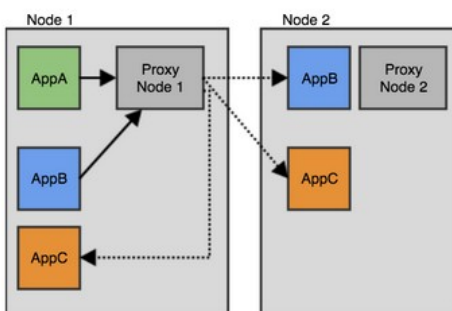 Node 1
Node 2
AppA
Proxy
Node 1
AppB
Proxy
Node 2
AppB
AppC
AppC